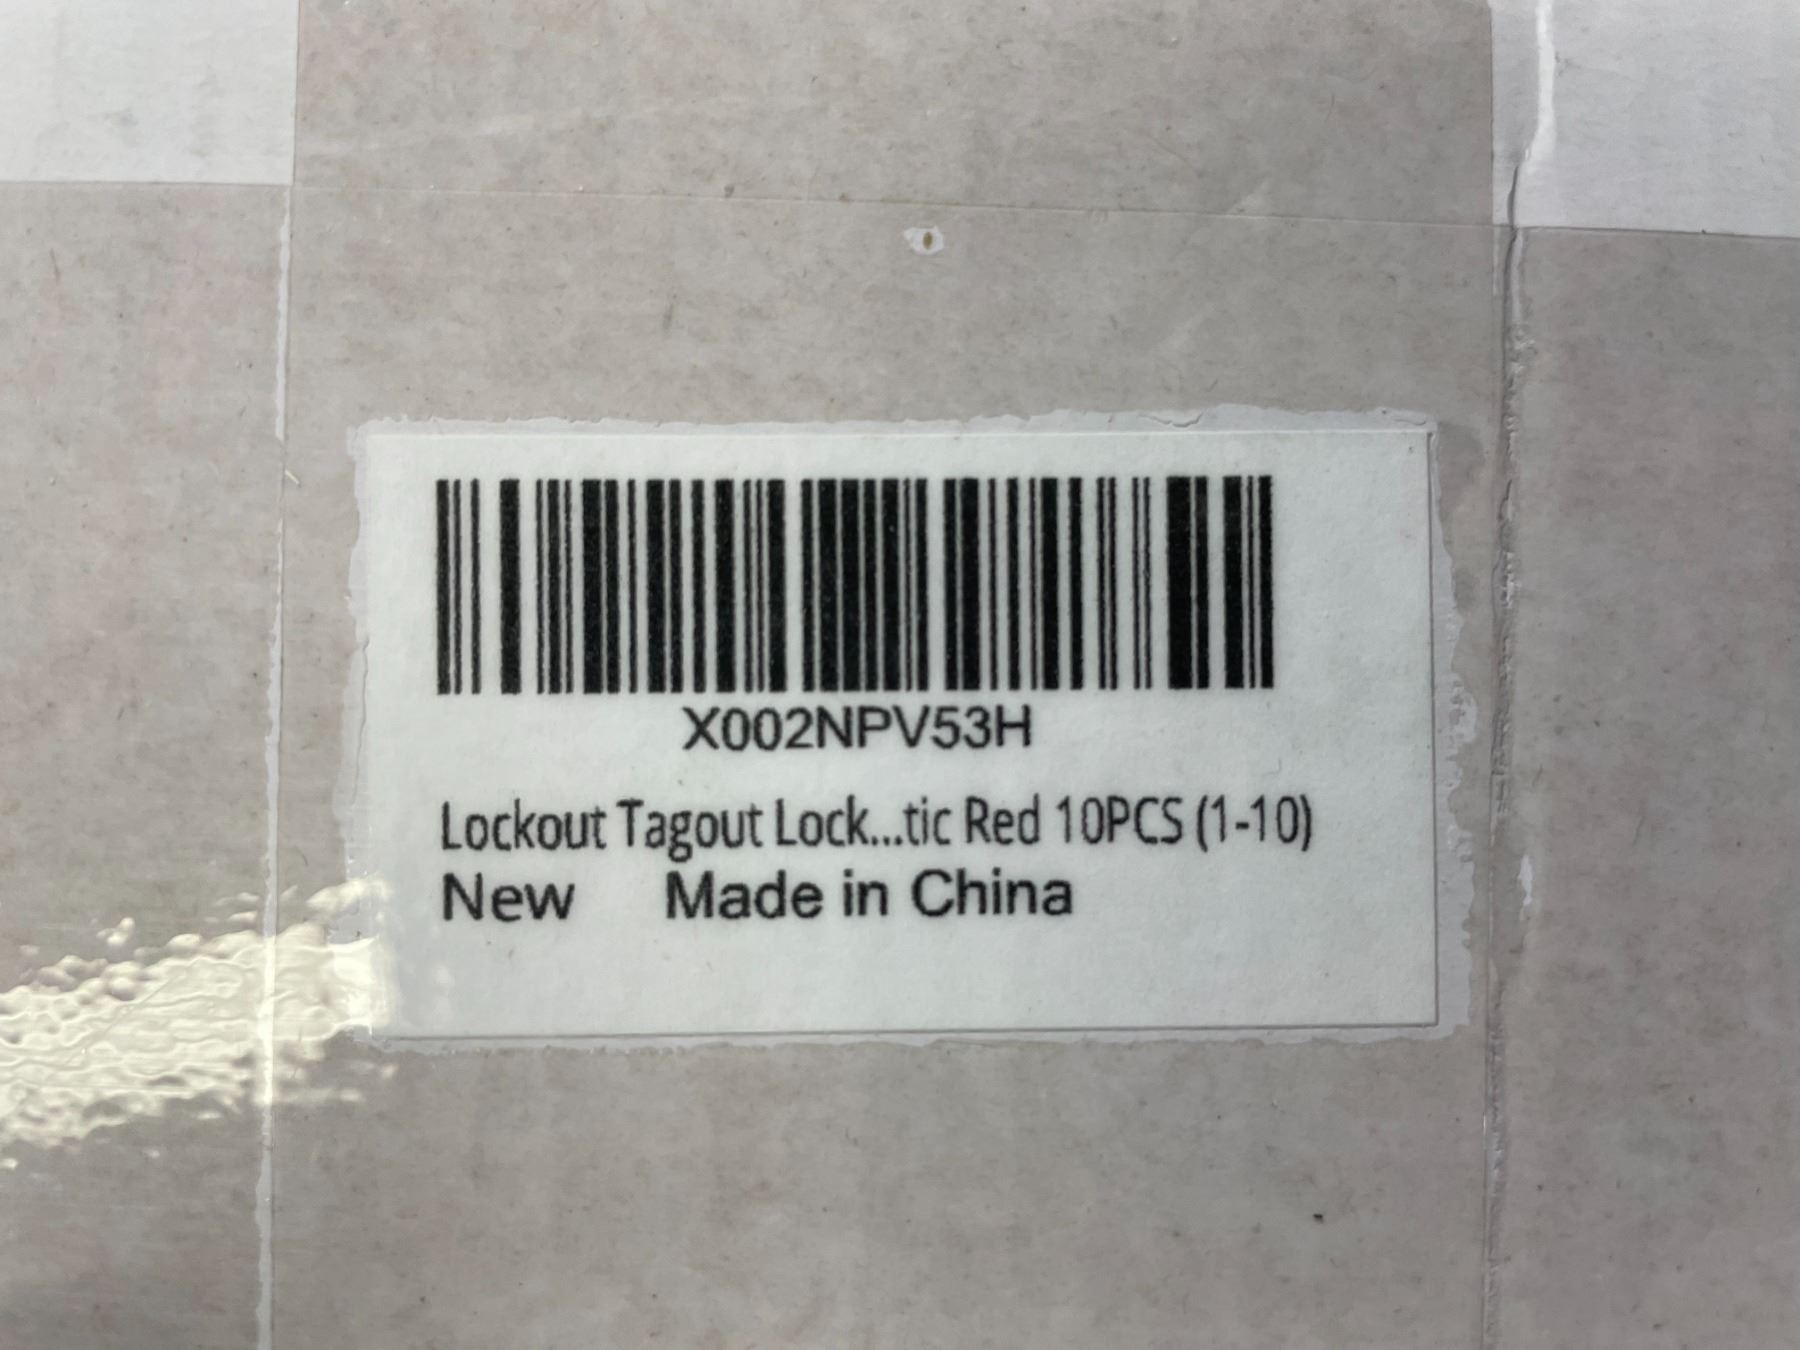 X002NPV53H
Lockout Tagout Lock...tic Red 10PCS (1-10)
New Made in China